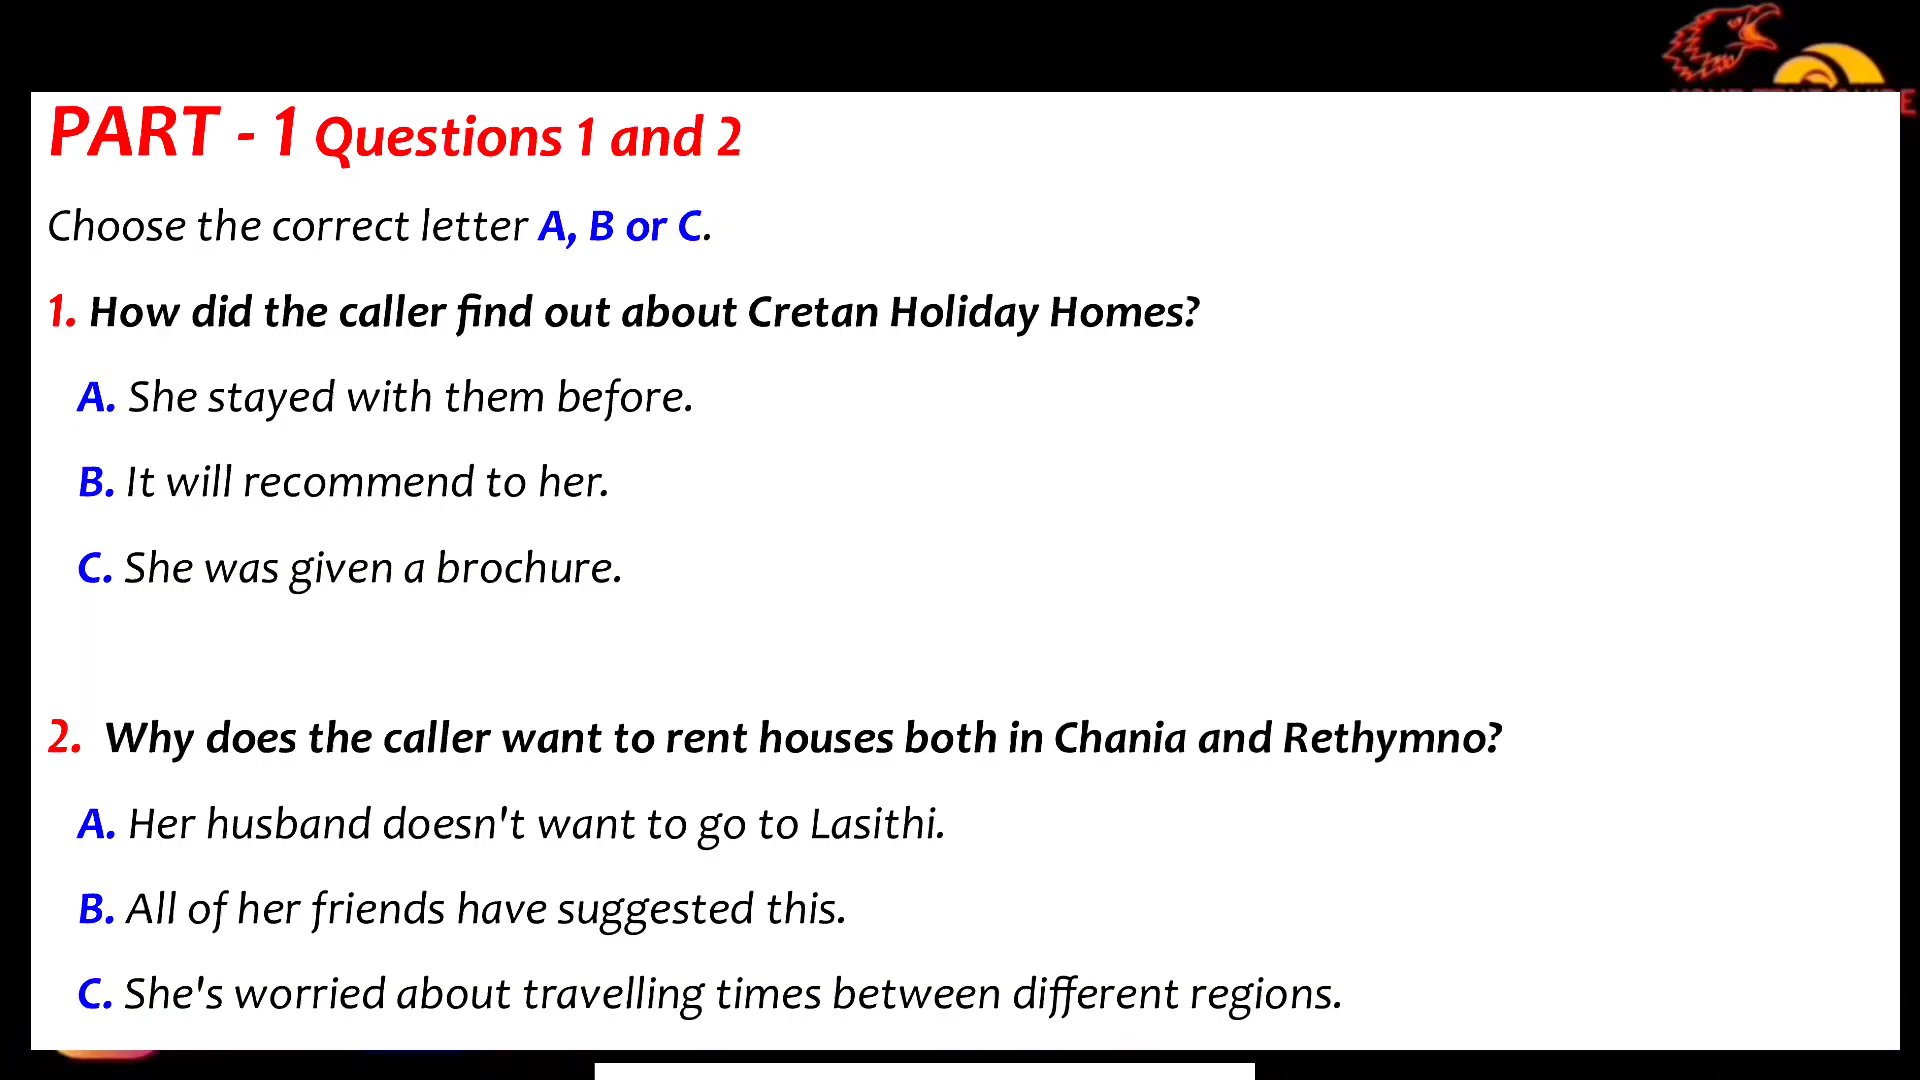 PART - 1 Questions 1 and 2
Choose the correct letter A, B or C.
1. How did the caller find out about Cretan Holiday Homes?
A. She stayed with them before.
B. It will recommend to her.
C. She was given a brochure.
2. Why does the caller want to rent houses both in Chania and Rethymno?
A. Her husband doesn't want to go to Lasithi.
B. All of her friends have suggested this.
C. She's worried about travelling times between different regions.